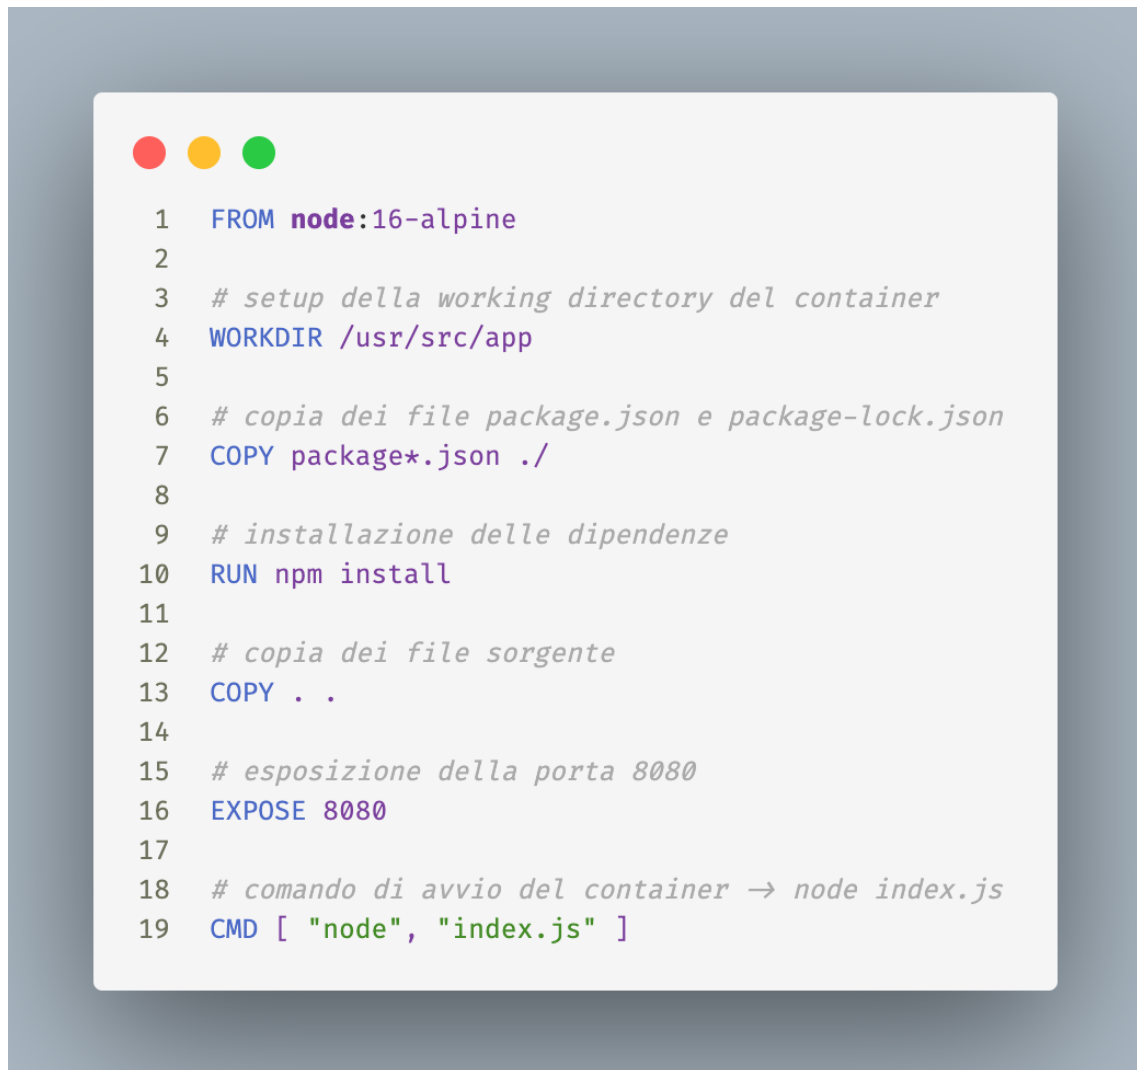 1 FROM node:16-alpine
2
3 # setup della working directory del container
4 WORKDIR /usr/src/app
5
6 # copia dei file package.json e package-lock.json
7 COPY package*.json ./
8
9 # installazione delle dipendenze
10 RUN npm install
11
12 # copia dei file sorgente
13 COPY . .
14
15 # esposizione della porta 8080
16 EXPOSE 8080
17
18 # comando di avvio del container → node index.js
19 CMD [ "node", "index.js" ]